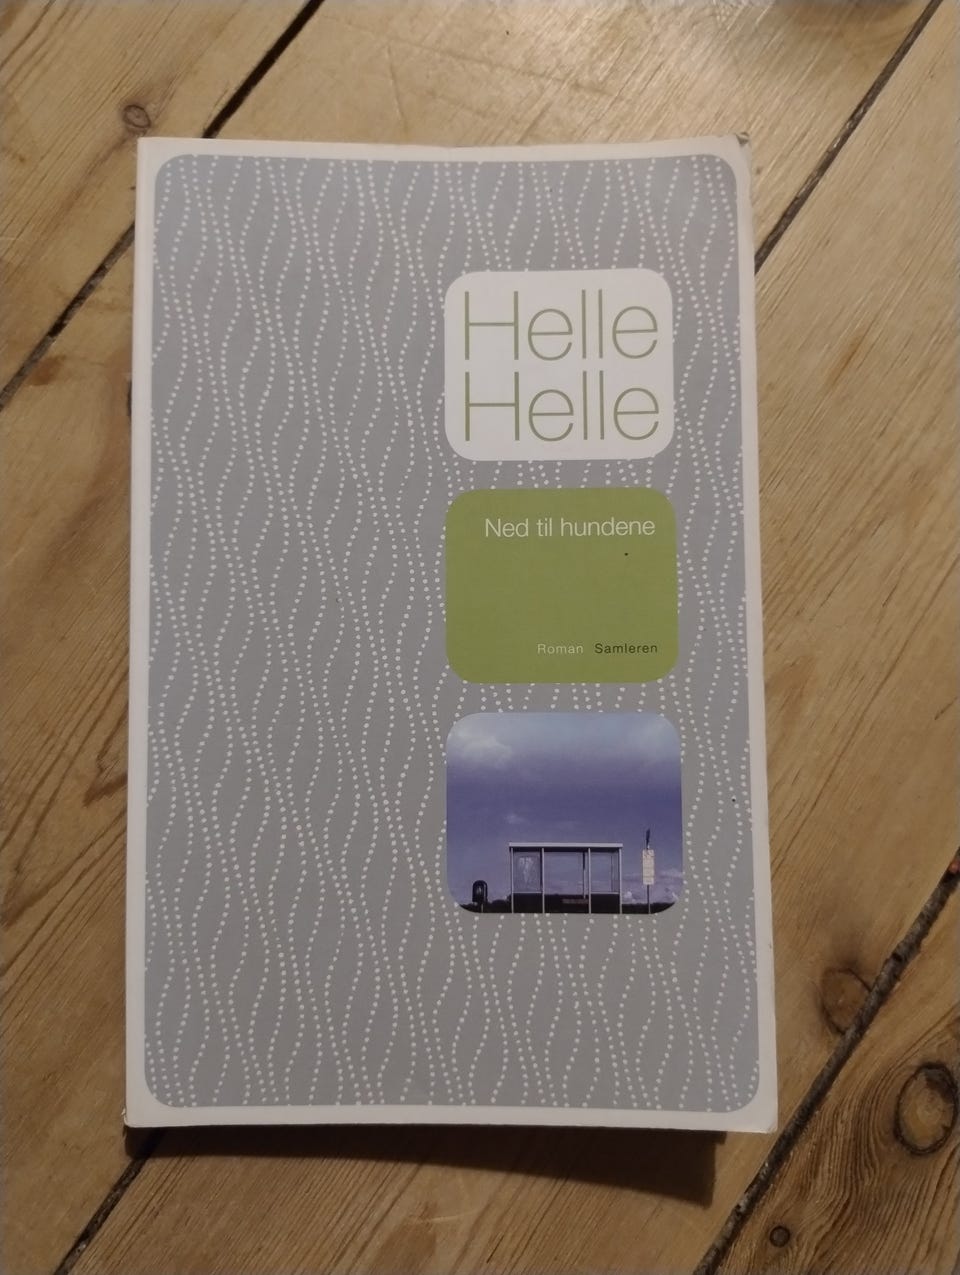 Helle
Helle
Ned til hundene
Roman Samleren